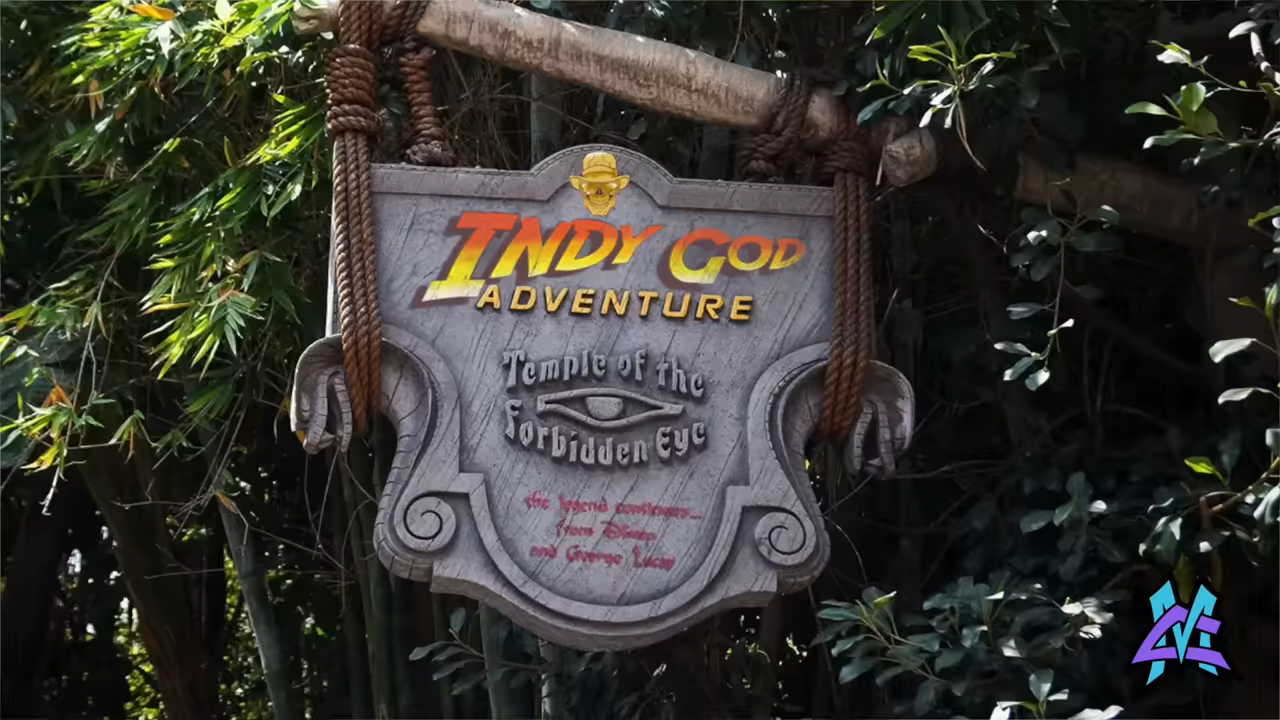 INDY GOD
ADVENTURE
Temple of the
Forbidden Eye
the legend continues...
from Disney
and George Lucas